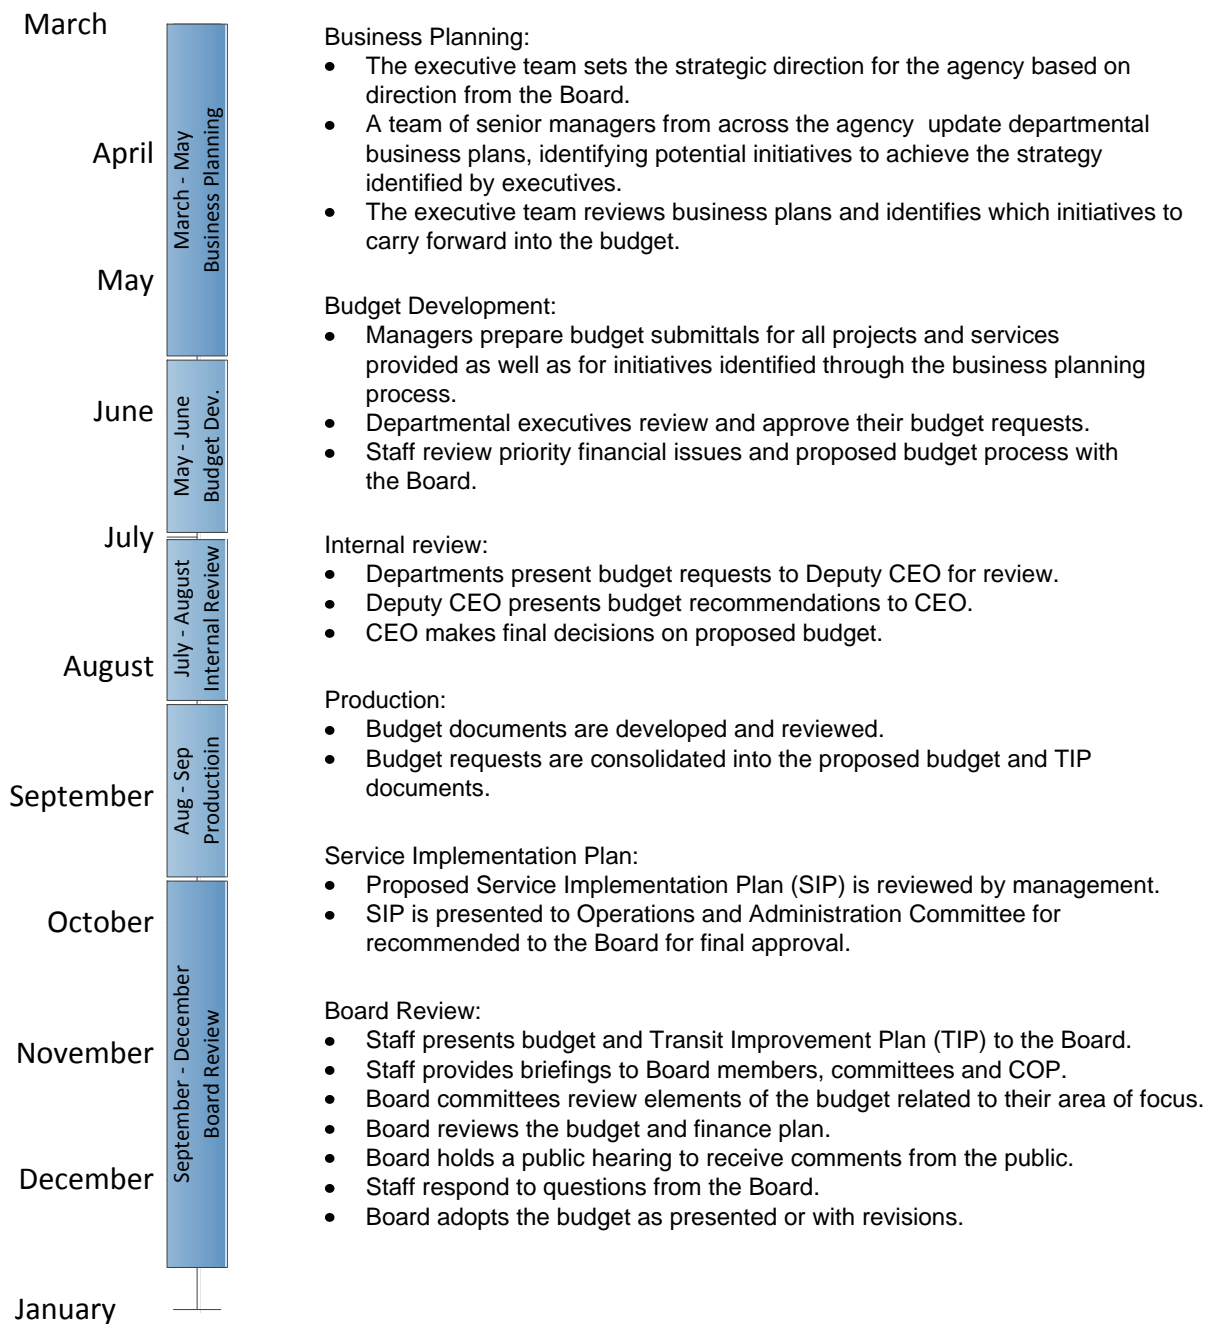 March
April
May
June
July
August
September
October
November
December
January
March - May
Business Planning
May - June
Budget Dev.
July - August
Internal Review
Aug - Sep
Productioin
September - December
Board Review
Business Planning:
• The executive team sets the strategic direction for the agency based on
direction from the Board.
• A team of senior managers from across the agency  update departmental
business plans, identifying potential initiatives to achieve the strategy
identified by executives.
• The executive team reviews business plans and identifies which initiatives to
carry forward into the budget.
Budget Development:
• Managers prepare budget submittals for all projects and services
provided as well as for initiatives identified through the business planning
process.
• Departmental executives review and approve their budget requests.
• Staff review priority financial issues and proposed budget process with
the Board.
Internal review:
• Departments present budget requests to Deputy CEO for review.
• Deputy CEO presents budget recommendations to CEO.
• CEO makes final decisions on proposed budget.
Production:
• Budget documents are developed and reviewed.
• Budget requests are consolidated into the proposed budget and TIP
documents.
Service Implementation Plan:
• Proposed Service Implementation Plan (SIP) is reviewed by management.
• SIP is presented to Operations and Administration Committee for
recommended to the Board for final approval.
Board Review:
• Staff presents budget and Transit Improvement Plan (TIP) to the Board.
• Staff provides briefings to Board members, committees and COP.
• Board committees review elements of the budget related to their area of focus.
• Board reviews the budget and finance plan.
• Board holds a public hearing to receive comments from the public.
• Staff respond to questions from the Board.
• Board adopts the budget as presented or with revisions.